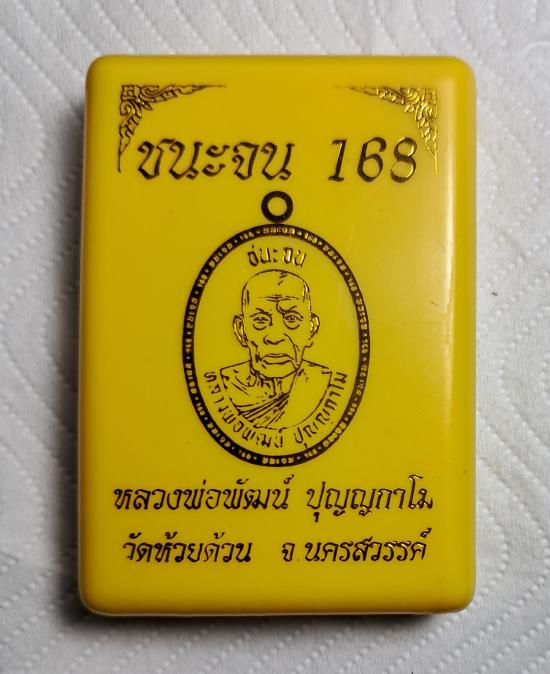 ชนะจน 168
ชนะจน
หลวงพ่อพัฒน์ ปุญญกาโม
หลวงพ่อพัฒน์ ปุญญกาโม
วัดห้วยด้วน จ.นครสวรรค์